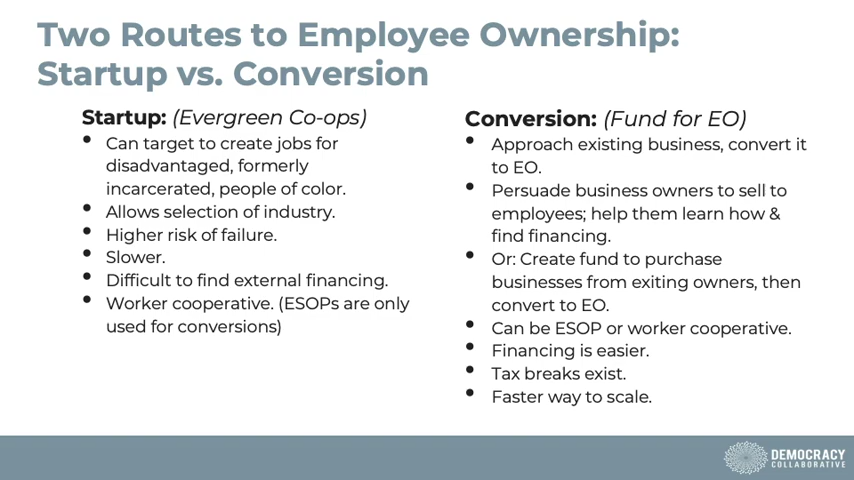 Two Routes to Employee Ownership:
Startup vs. Conversion
Startup: (Evergreen Co-ops)
• Can target to create jobs for
disadvantaged, formerly
incarcerated, people of color.
• Allows selection of industry.
• Higher risk of failure.
• Slower.
• Difficult to find external financing.
• Worker cooperative. (ESOPs are only
used for conversions)
Conversion: (Fund for EO)
• Approach existing business, convert it
to EO.
• Persuade business owners to sell to
employees; help them learn how &
find financing.
• Or: Create fund to purchase
businesses from exiting owners, then
convert to EO.
• Can be ESOP or worker cooperative.
• Financing is easier.
• Tax breaks exist.
• Faster way to scale.
DEMOCRACY
COLLABORATIVE